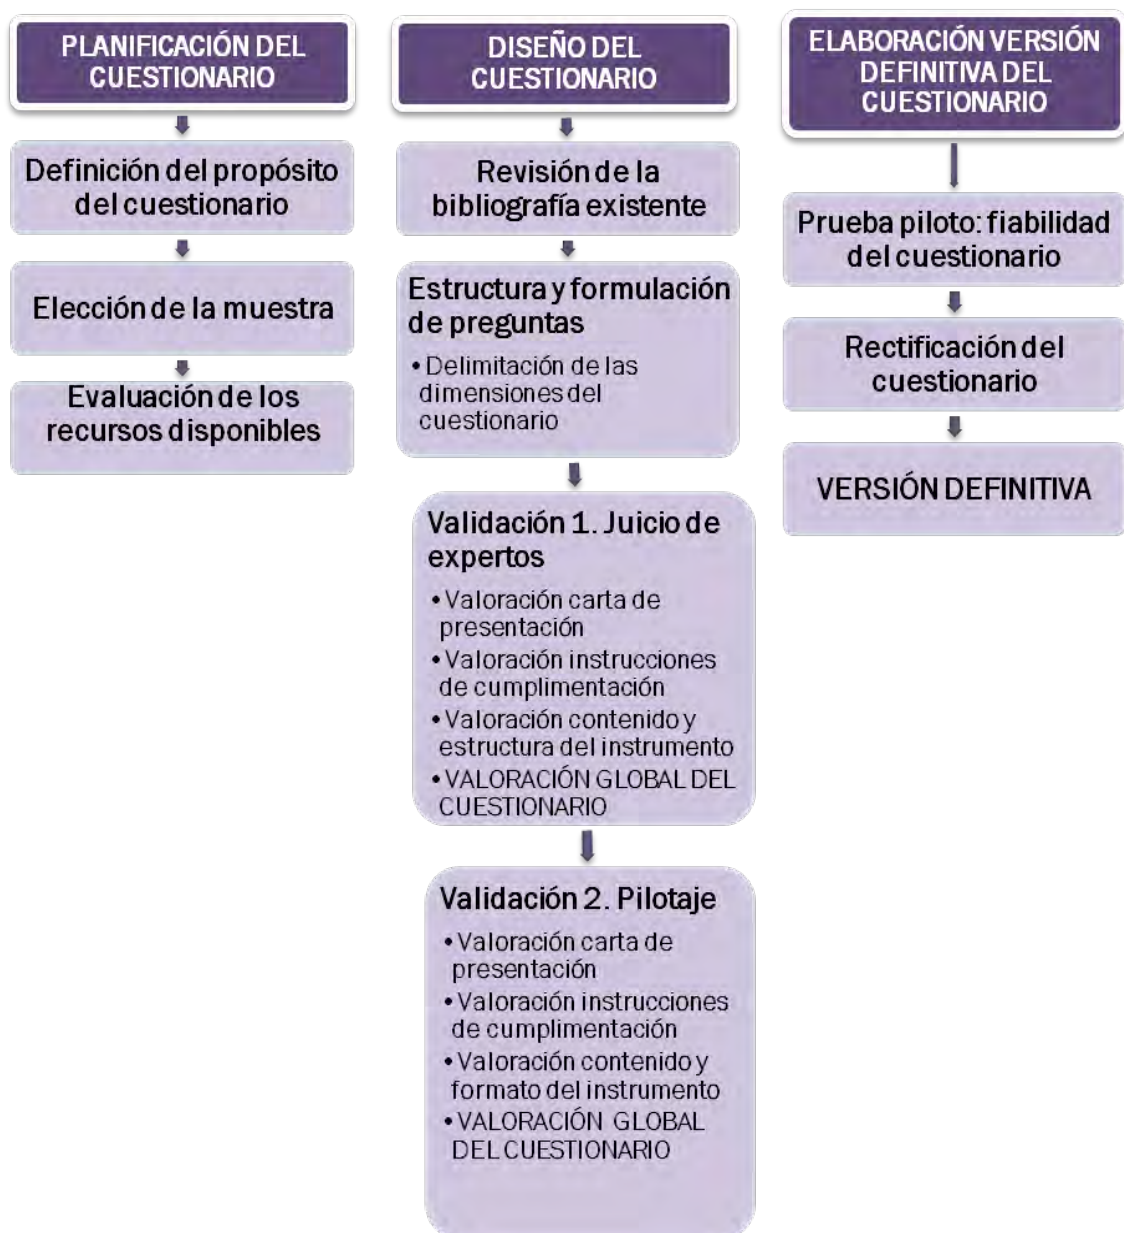 PLANIFICACIÓN DEL
CUESTIONARIO
Definición del propósito
del cuestionario
Elección de la muestra
Evaluación de los
recursos disponibles
DISEÑO DEL
CUESTIONARIO
Revisión de la
bibliografía existente
Estructura y formulación
de preguntas
• Delimitación de las
dimensiones del
cuestionario
Validación 1. Juicio de
expertos
• Valoración carta de
presentación
• Valoración instrucciones
de cumplimentación
• Valoración contenido y
estructura del instrumento
• VALORACIÓN GLOBAL DEL
CUESTIONARIO
Validación 2. Pilotaje
• Valoración carta de
presentación
• Valoración instrucciones
de cumplimentación
• Valoración contenido y
formato del instrumento
• VALORACIÓN GLOBAL
DEL CUESTIONARIO
ELABORACIÓN VERSIÓN
DEFINITIVA DEL
CUESTIONARIO
Prueba piloto: fiabilidad
del cuestionario
Rectificación del
cuestionario
VERSIÓN DEFINITIVA